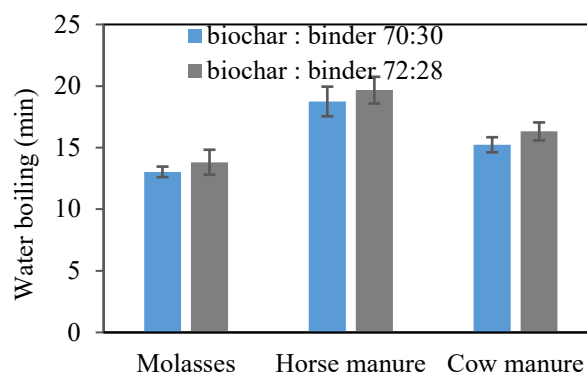 25
20
15
10
5
0
Water boiling (min)
biochar : binder 70:30
biochar : binder 72:28
Molasses Horse manure Cow manure